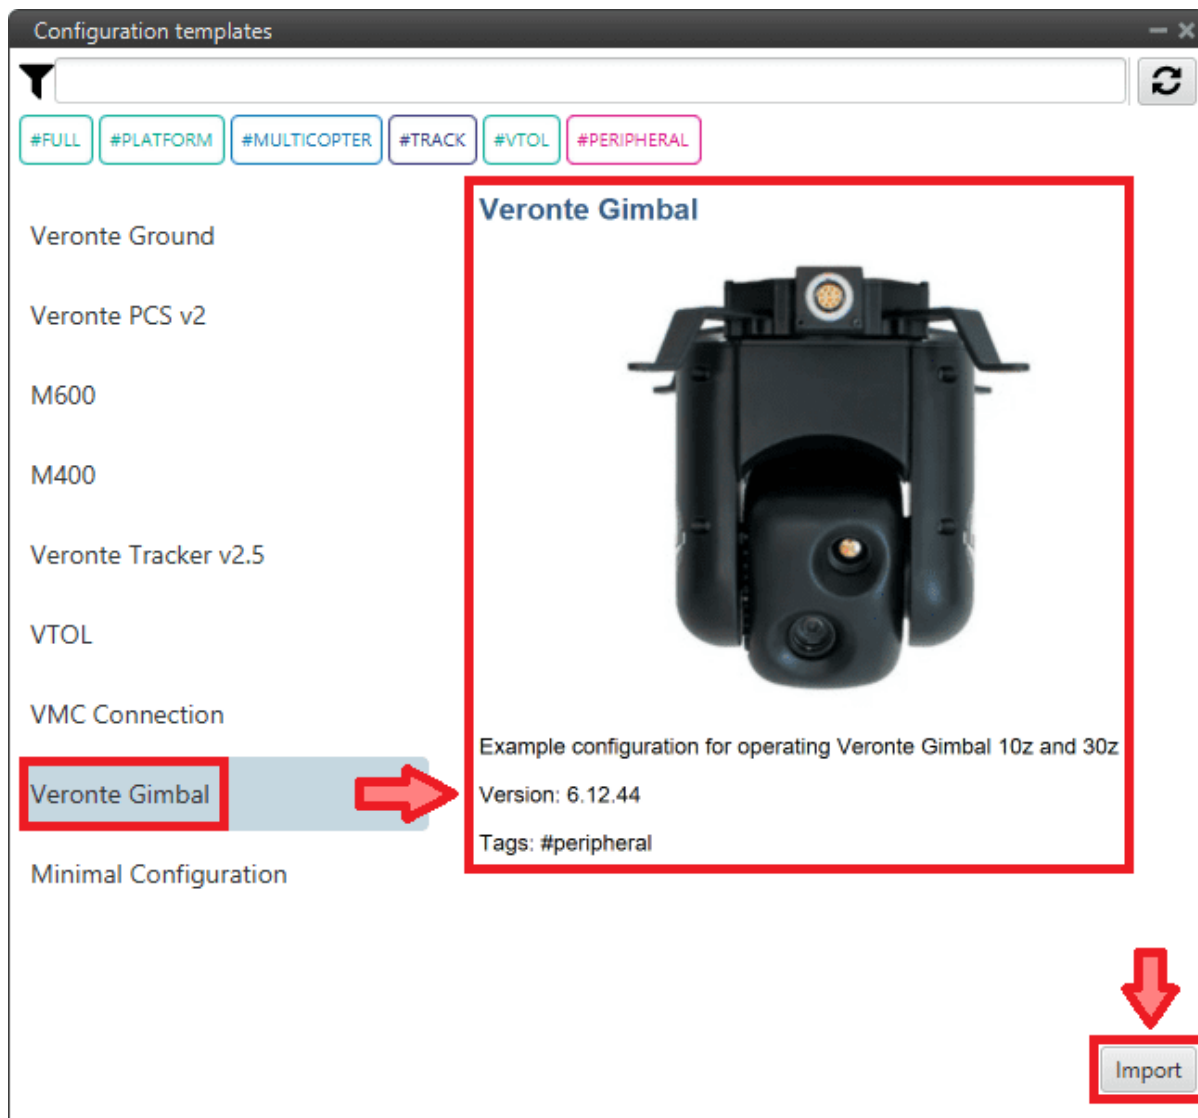 Configuration templates
#FULL #PLATFORM #MULTICOPTER #TRACK #VTOL #PERIPHERAL
Veronte Ground
Veronte PCS v2
M600
M400
Veronte Tracker v2.5
VTOL
VMC Connection
Veronte Gimbal
Minimal Configuration
Veronte Gimbal
Example configuration for operating Veronte Gimbal 10z and 30z
Version: 6.12.44
Tags: #peripheral
Import